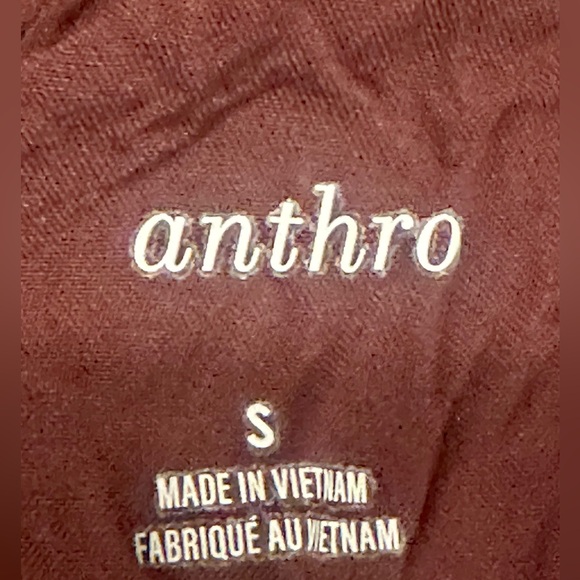 anthro
S
MADE IN VIETNAM
FABRIQUÉ AU VIETNAM